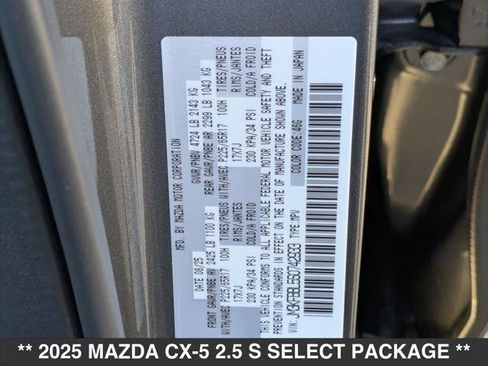 MFD. BY MAZDA MOTOR CORPORATION
DATE 08/25 GVWR/PNBV 4724 LB 2143 KG
FRONT GAWR/PNBE AV 2425 LB 1100 KG REAR GAWR/PNBE AR 2299 LB 1043 KG
WITH/AVEC P225/65R17 100H TIRES/PNEUS WITH/AVEC P225/65R17 100H TIRES/PNEUS
17X7J RIMS/JANTES 17X7J RIMS/JANTES
230 KPA/34 PSI COLD/A FROID 230 KPA/34 PSI COLD/A FROID
THIS VEHICLE CONFORMS TO ALL APPLICABLE FEDERAL MOTOR VEHICLE SAFETY AND THEFT
PREVENTION STANDARDS IN EFFECT ON THE DATE OF MANUFACTURE SHOWN ABOVE.
VIN: TYPE:MPV COLOR CODE: 46G MADE IN JAPAN
** 2025 MAZDA CX-5 2.5 S SELECT PACKAGE **